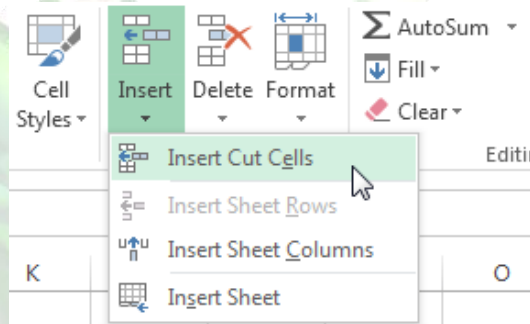 AutoSum
Fill
Cell Styles
Insert Delete Format
Clear
Insert Cut Cells
Editi
Insert Sheet Rows
Insert Sheet Columns
K
O
Insert Sheet